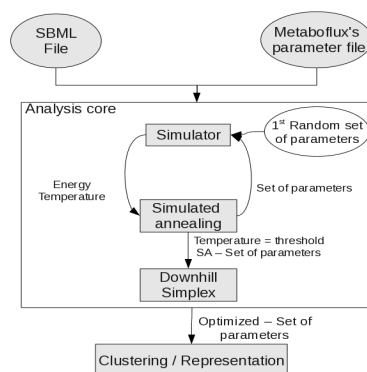 SBML
File
Metaboflux's
parameter file
Analysis core
Simulator
1st Random set
of parameters
Energy
Temperature
Set of parameters
Simulated
annealing
Temperature = threshold
SA – Set of parameters
Downhill
Simplex
Optimized – Set of
parameters
Clustering / Representation